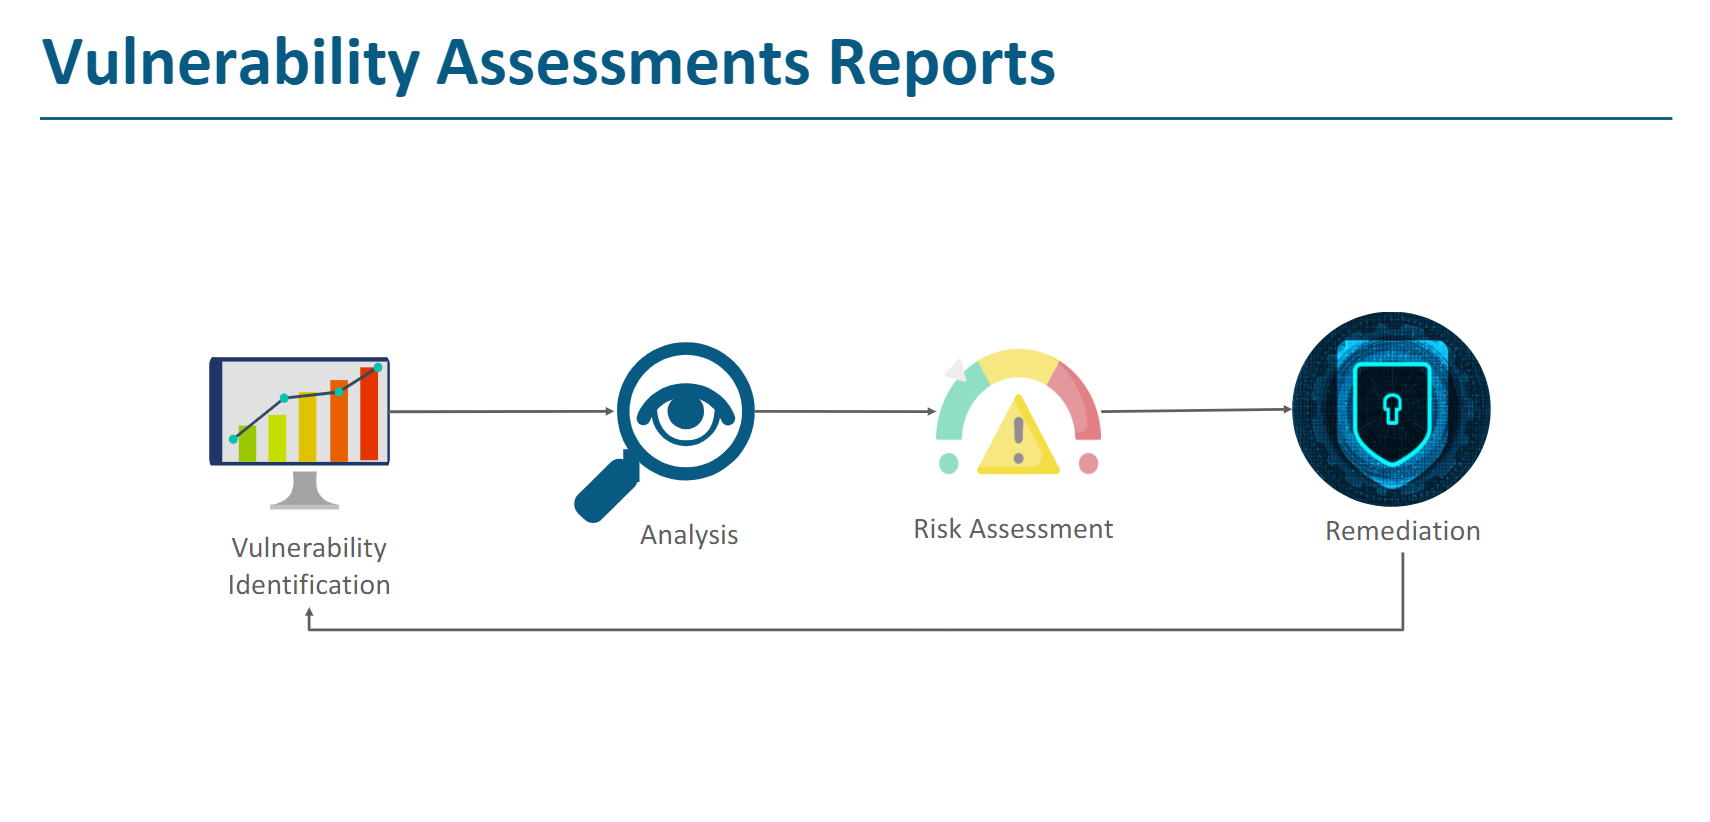 Vulnerability Assessments Reports
Vulnerability
Identification
Analysis
Risk Assessment
Remediation